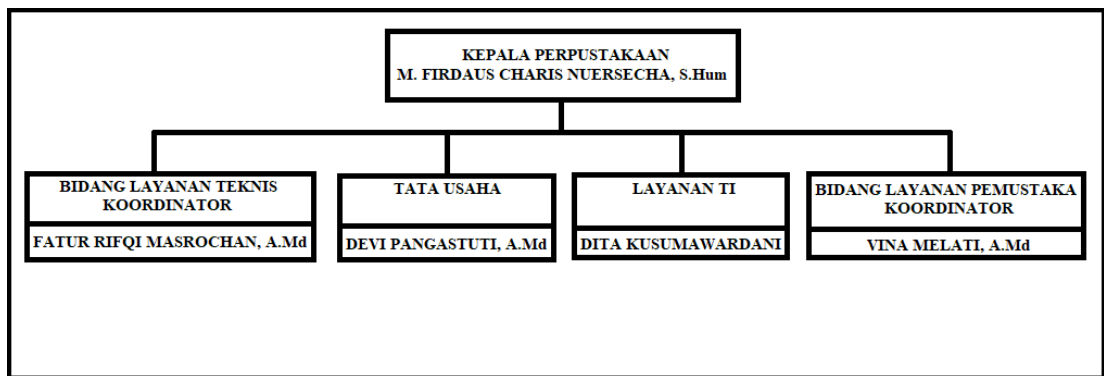 KEPALA PERPUSTAKAAN
M. FIRDAUS CHARIS NUERSECHA, S.Hum
BIDANG LAYANAN TEKNIS
KOORDINATOR
FATUR RIFQI MASROCHAN, A.Md
TATA USAHA
DEVI PANGASTUTI, A.Md
LAYANAN TI
DITA KUSUMAWARDANI
BIDANG LAYANAN PEMUSTAKA
KOORDINATOR
VINA MELATI, A.Md